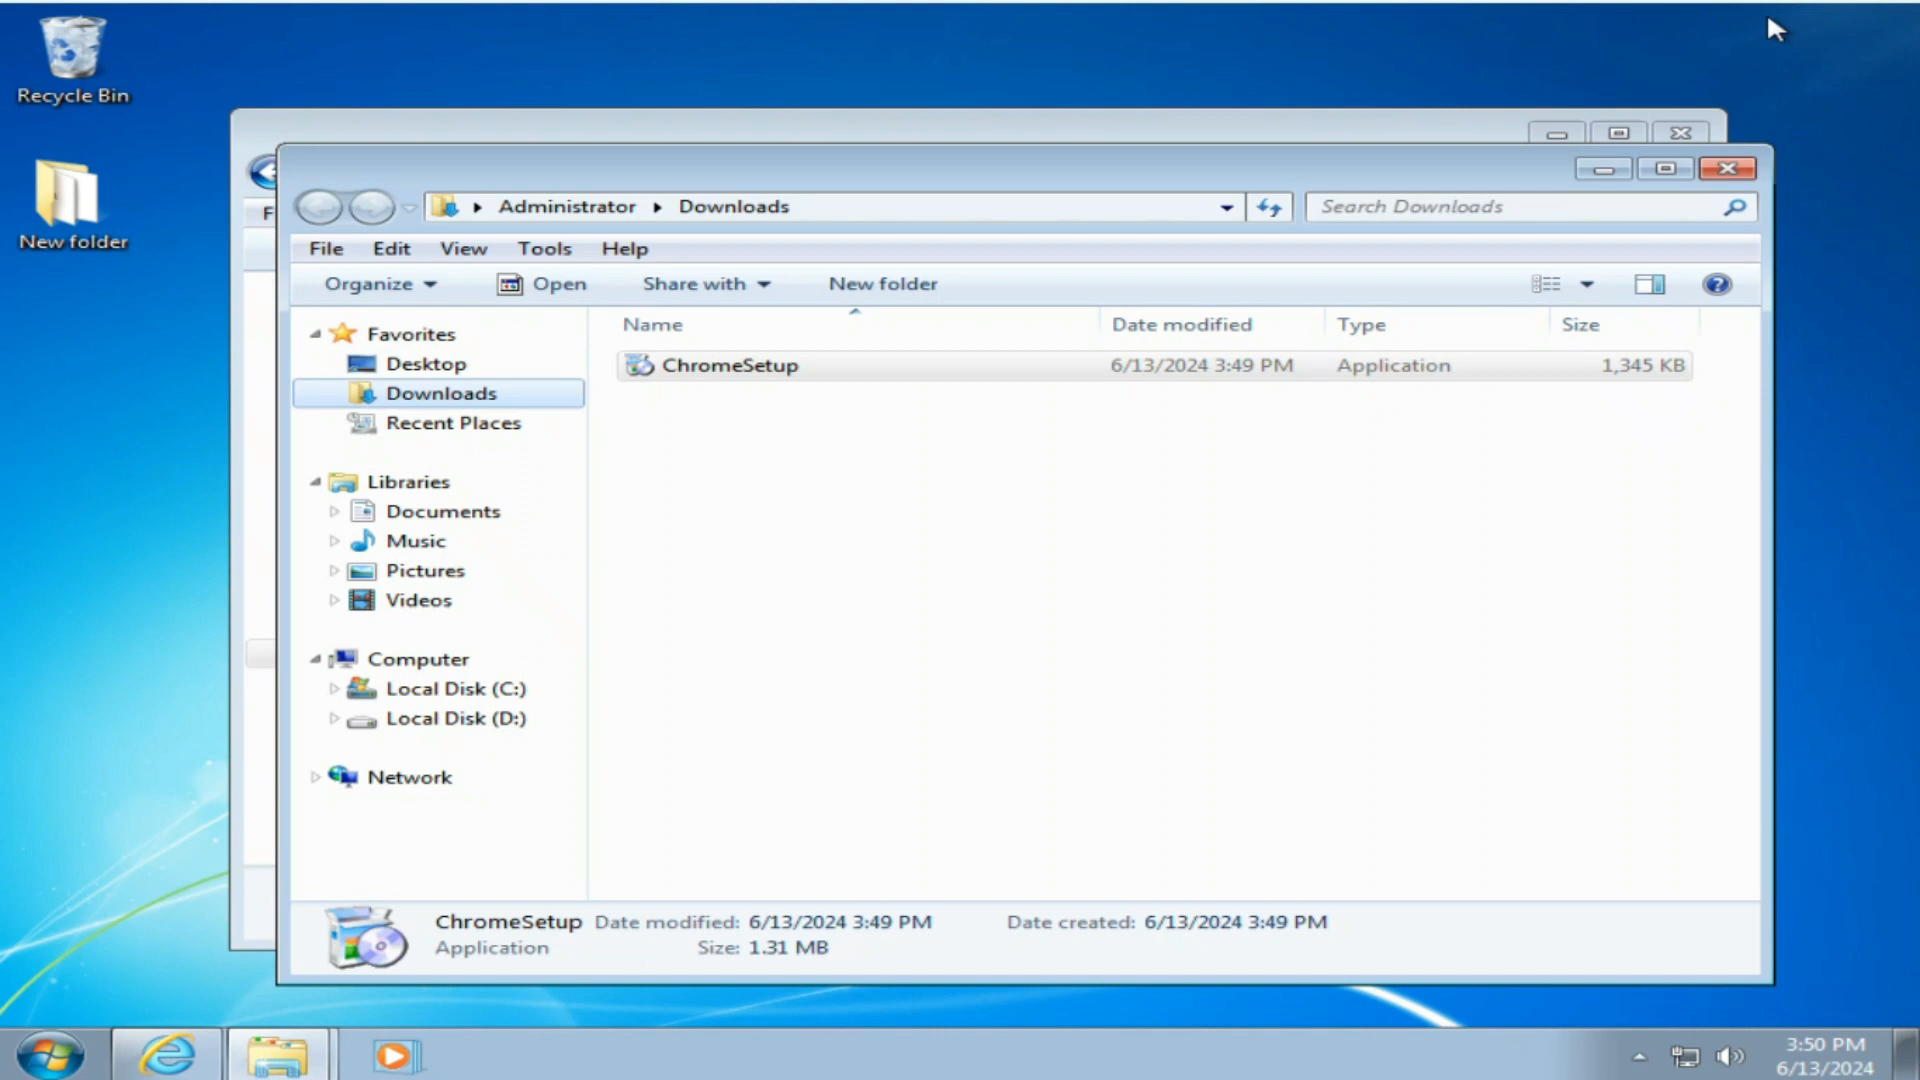 Recycle Bin
New folder
F
Administrator Downloads
Search Downloads
File Edit View Tools Help
Organize Open Share with New folder
Favorites
Desktop
Downloads
Recent Places
Libraries
Documents
Music
Pictures
Videos
Computer
Local Disk (C:)
Local Disk (D:)
Network
Name Date modified Type Size
ChromeSetup 6/13/2024 3:49 PM Application 1,345 KB
ChromeSetup Date modified: 6/13/2024 3:49 PM Date created: 6/13/2024 3:49 PM
Application Size: 1.31 MB
3:50 PM
6/13/2024